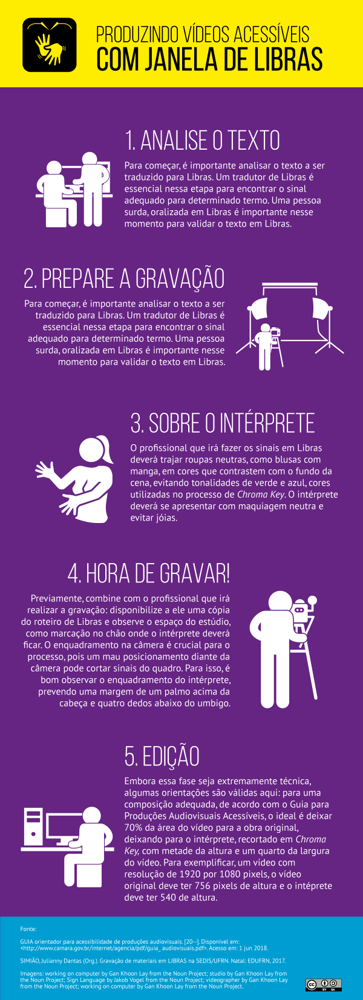 PRODUZINDO VÍDEOS ACESSÍVEIS
COM JANELA DE LIBRAS
1. ANALISE O TEXTO
Para começar, é importante analisar o texto a ser
traduzido para Libras. Um tradutor de Libras é
essencial nessa etapa para encontrar o sinal
adequado para determinado termo. Uma pessoa
surda, oralizada em Libras é importante nesse
momento para validar o texto em Libras.
2. PREPARE A GRAVAÇÃO
Para começar, é importante analisar o texto a ser
traduzido para Libras. Um tradutor de Libras é
essencial nessa etapa para encontrar o sinal
adequado para determinado termo. Uma pessoa
surda, oralizada em Libras é importante nesse
momento para validar o texto em Libras.
3. SOBRE O INTÉRPRETE
O profissional que irá fazer os sinais em Libras
deverá trajar roupas neutras, como blusas com
manga, em cores que contrastem com o fundo da
cena, evitando tonalidades de verde e azul, cores
utilizadas no processo de Chroma Key. O intérprete
deverá se apresentar com maquiagem neutra e
evitar jóias.
4. HORA DE GRAVAR!
Previamente, combine com o profissional que irá
realizar a gravação: disponibilize a ele uma cópia
do roteiro de Libras e observe o espaço do estúdio,
como marcação no chão onde o intérprete deverá
ficar. O enquadramento na câmera é crucial para o
processo, pois um mau posicionamento diante da
câmera pode cortar sinais do quadro. Para isso, é
bom observar o enquadramento do intérprete,
prevendo uma margem de um palmo acima da
cabeça e quatro dedos abaixo do umbigo.
5. EDIÇÃO
Embora essa fase seja extremamente técnica,
algumas orientações são válidas aqui: para uma
composição adequada, de acordo com o Guia para
Produções Audiovisuais Acessíveis, o ideal é deixar
70% da área do vídeo para a obra original,
deixando para o intérprete, recortado em Chroma
Key, com metade da altura e um quarto da largura
do vídeo. Para exemplificar, um vídeo com
resolução de 1920 por 1080 pixels, o vídeo
original deve ter 756 pixels de altura e o intéprete
deve ter 540 de altura.
Fonte:
GUIA orientador para acessibilidade de produções audiovisuais. [20--]. Disponível em:
<http://www.camara.gov.br/internet/agencia/pdf/guia_ audiovisuais.pdf>. Acesso em: 1 jun 2018.
SIMIÃO, Julianny Dantas (Org.). Gravação de materiais em LIBRAS na SEDIS/UFRN. Natal: EDUFRN, 2017.
Imagens: working on computer by Gan Khoon Lay from the Noun Project; studio by Gan Khoon Lay from
the Noun Project; Sign Language by Jakob Vogel from the Noun Project; videographer by Gan Khoon Lay
from the Noun Project; working on computer by Gan Khoon Lay from the Noun Project.
cc BY SA